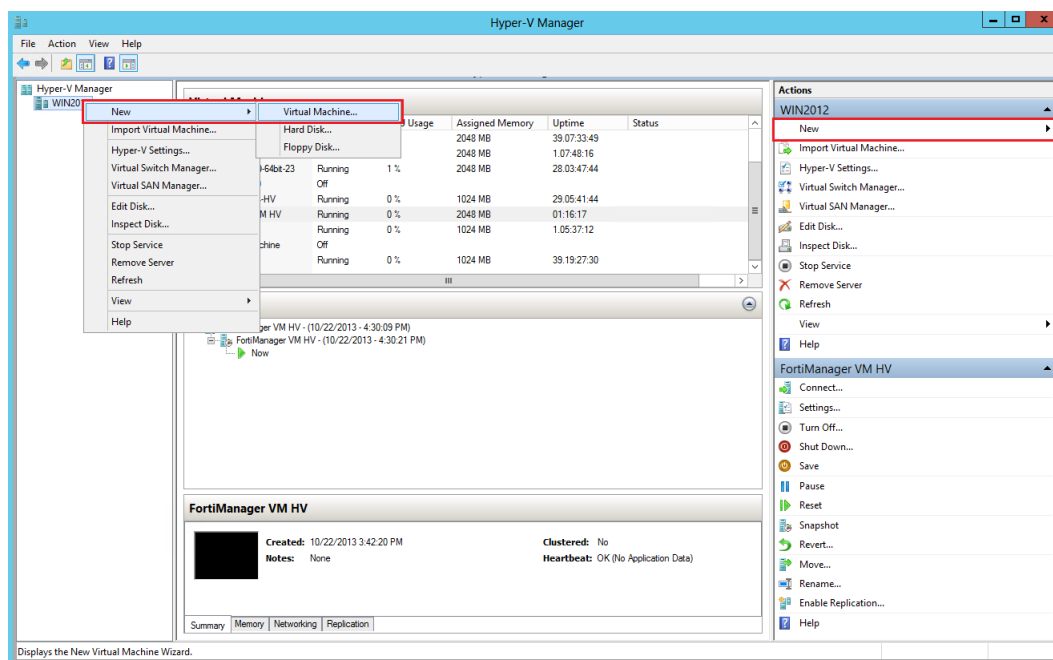 Hyper-V Manager
File Action View Help
Hyper-V Manager
WIN20
New
Import Virtual Machine...
Hyper-V Settings...
Virtual Switch Manager...
Virtual SAN Manager...
Edit Disk...
Inspect Disk...
Stop Service
Remove Server
Refresh
View
Help
Virtual Machine...
Hard Disk...
Floppy Disk...
Usage Assigned Memory Uptime Status
2048 MB 39.07:33:49
2048 MB 1.07:48:16
-64bit-23 Running 1 % 2048 MB 28.03:47:44
Off
-HV Running 0 % 1024 MB 29.05:41:44
M HV Running 0 % 2048 MB 01:16:17
Running 0 % 1024 MB 1.05:37:12
chine Off
Running 0 % 1024 MB 39.19:27:30
ger VM HV - (10/22/2013 - 4:30:09 PM)
FortiManager VM HV - (10/22/2013 - 4:30:21 PM)
Now
FortiManager VM HV
Created: 10/22/2013 3:42:20 PM
Notes: None
Clustered: No
Heartbeat: OK (No Application Data)
Summary Memory Networking Replication
Actions
WIN2012
New
Import Virtual Machine...
Hyper-V Settings...
Virtual Switch Manager...
Virtual SAN Manager...
Edit Disk...
Inspect Disk...
Stop Service
Remove Server
Refresh
View
Help
FortiManager VM HV
Connect...
Settings...
Turn Off...
Shut Down...
Save
Pause
Reset
Snapshot
Revert...
Move...
Rename...
Enable Replication...
Help
Displays the New Virtual Machine Wizard.